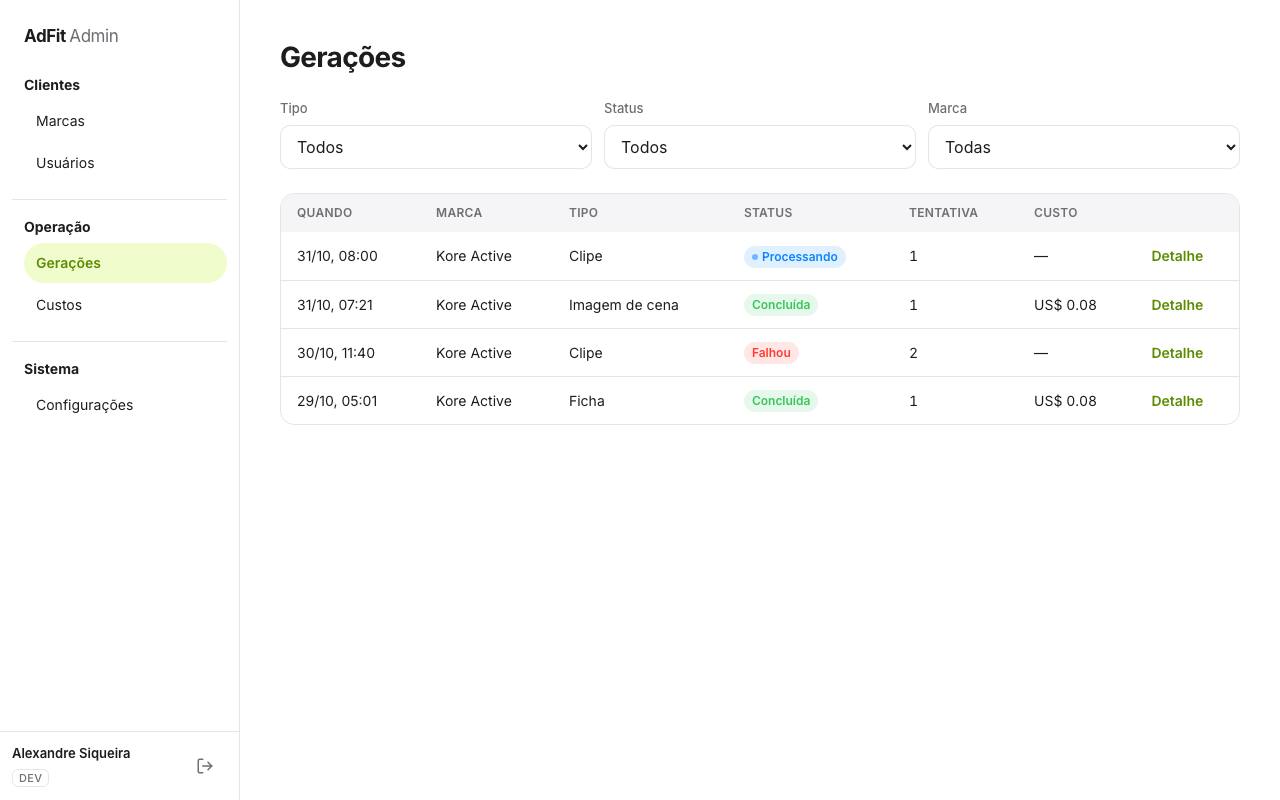 AdFit Admin
Clientes
Marcas
Usuários
Operação
Gerações
Custos
Sistema
Configurações
Alexandre Siqueira
DEV
Gerações
Tipo Status Marca
Todos Todos Todas
QUANDO MARCA TIPO STATUS TENTATIVA CUSTO
31/10, 08:00 Kore Active Clipe Processando 1 — Detalhe
31/10, 07:21 Kore Active Imagem de cena Concluída 1 US$ 0.08 Detalhe
30/10, 11:40 Kore Active Clipe Falhou 2 — Detalhe
29/10, 05:01 Kore Active Ficha Concluída 1 US$ 0.08 Detalhe